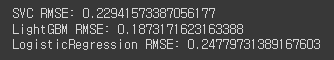 SVC RMSE: 0.22941573387056177
LightGBM RMSE: 0.1873171623163388
LogisticRegression RMSE: 0.24779731389167603